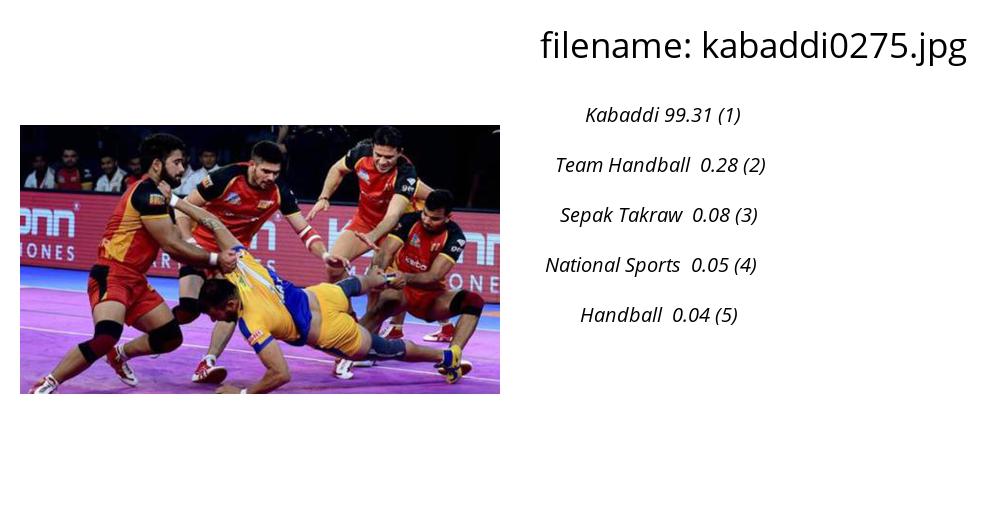 filename: kabaddi0275.jpg
Kabaddi 99.31 (1)
Team Handball 0.28 (2)
Sepak Takraw 0.08 (3)
National Sports 0.05 (4)
Handball 0.04 (5)